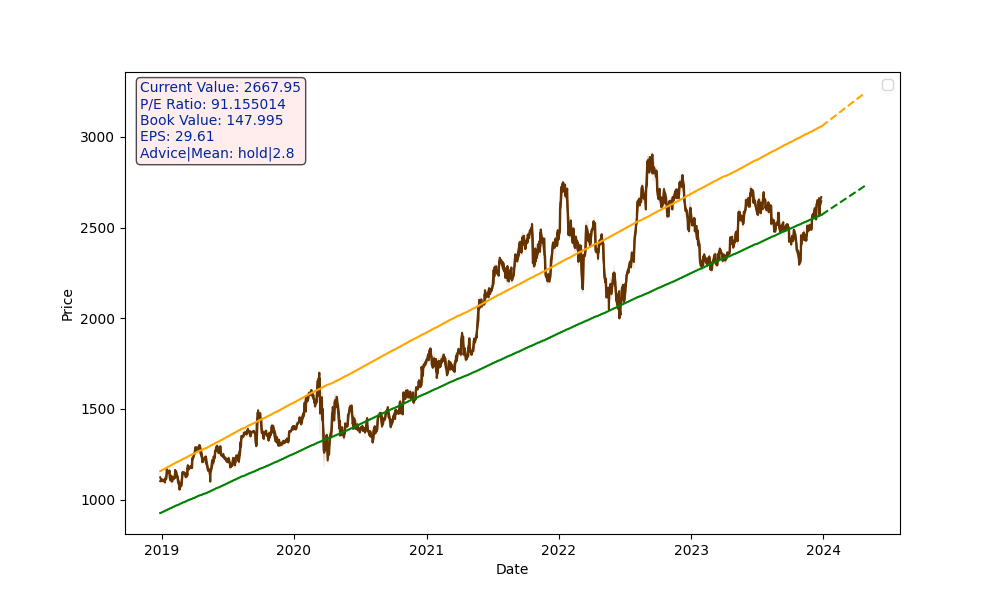 Current Value: 2667.95
P/E Ratio: 91.155014
Book Value: 147.995
EPS: 29.61
Advice|Mean: hold|2.8
Price
3000
2500
2000
1500
1000
2019 2020 2021 2022 2023 2024
Date